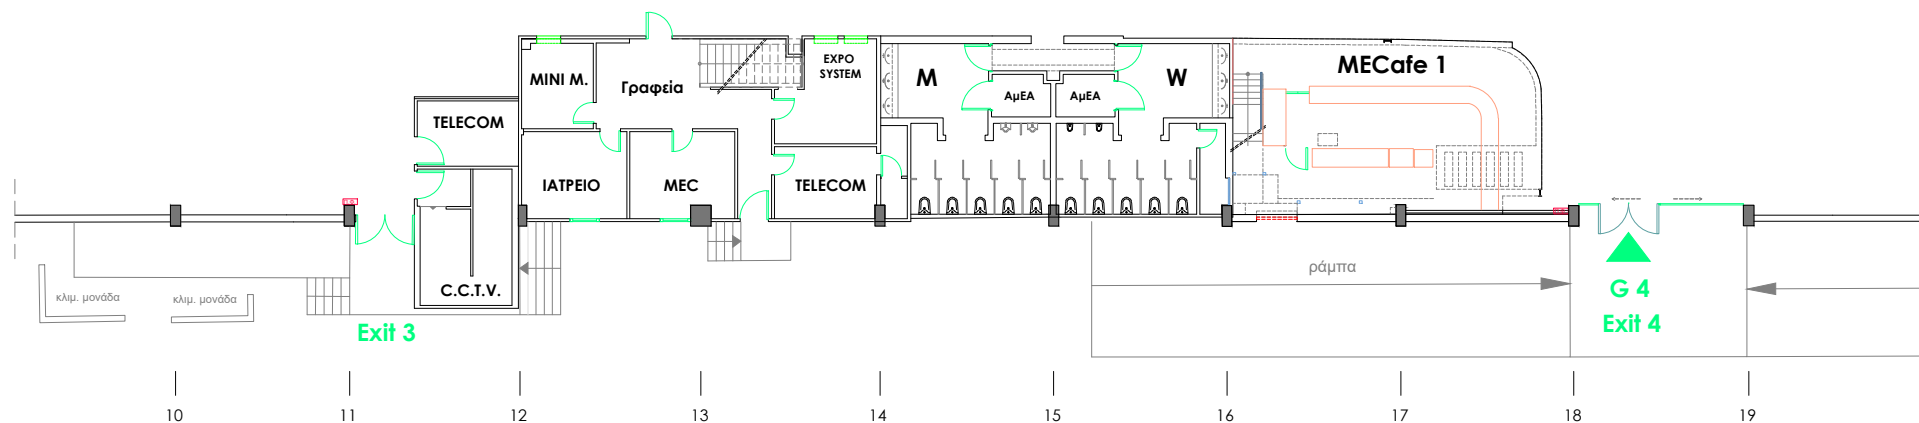 MINI M.
Γραφεία
EXPO
SYSTEM
M
ΑμΕΑ
ΑμΕΑ
W
MECafe 1
TELECOM
ΙΑΤΡΕΙΟ
MEC
TELECOM
C.C.T.V.
κλιμ. μονάδα
κλιμ. μονάδα
Exit 3
ράμπα
G 4
Exit 4
10
11
12
13
14
15
16
17
18
19